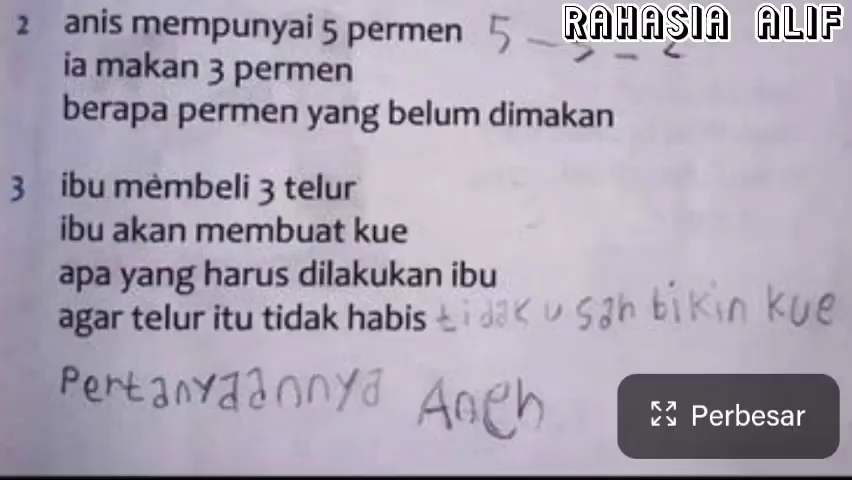 RAHASIA ALIF
2 anis mempunyai 5 permen 5 - 3 = 2
ia makan 3 permen
berapa permen yang belum dimakan
3 ibu membeli 3 telur
ibu akan membuat kue
apa yang harus dilakukan ibu
agar telur itu tidak habis tidak usah bikin kue
Pertanyaannya Aneh
Perbesar